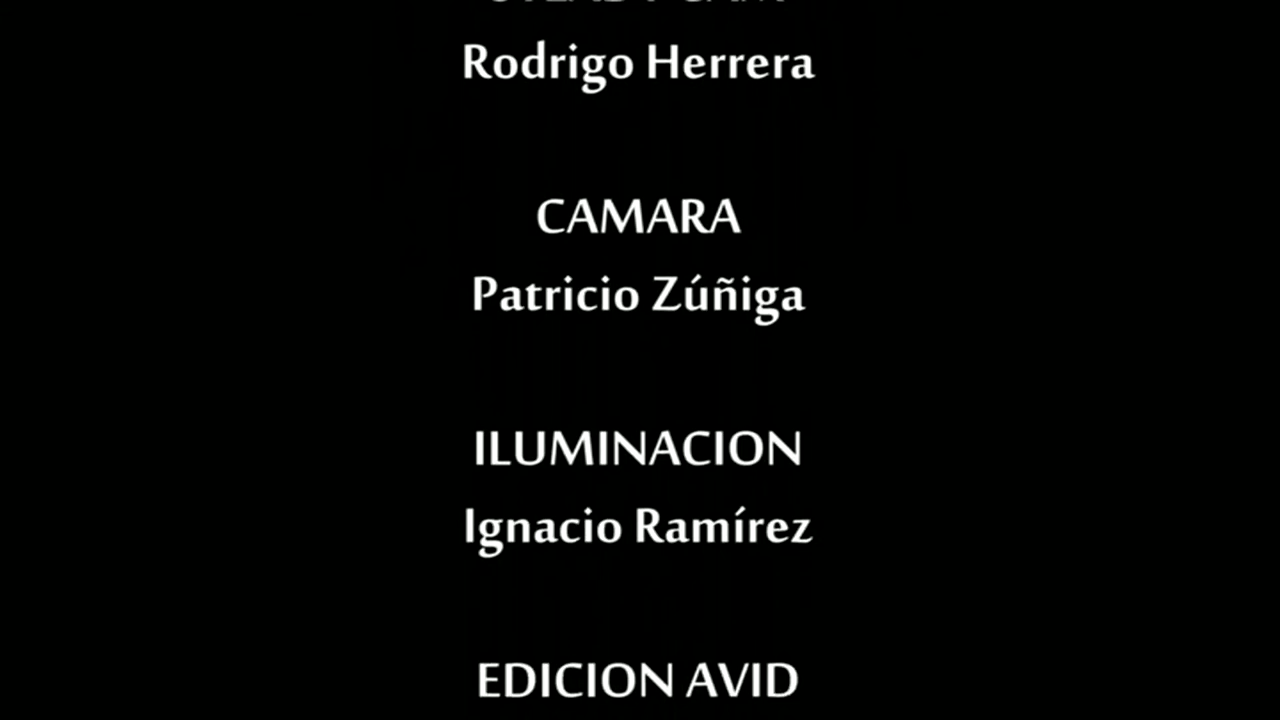 Rodrigo Herrera
CAMARA
Patricio Zúñiga
ILUMINACION
Ignacio Ramírez
EDICION AVID